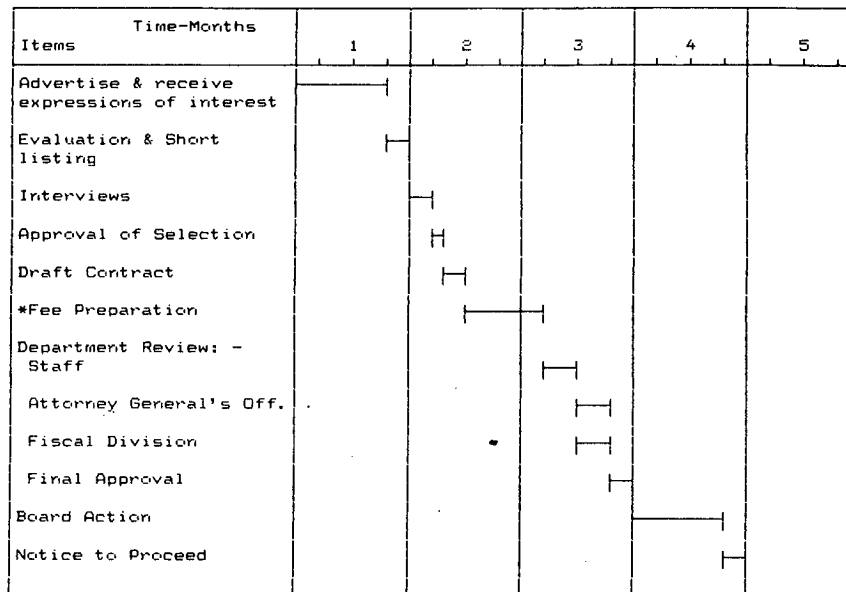 Time-Months
Items 1 2 3 4 5
Advertise & receive
expressions of interest
Evaluation & Short
listing
Interviews
Approval of Selection
Draft Contract
*Fee Preparation
Department Review: -
Staff
Attorney General's Off.
Fiscal Division
Final Approval
Board Action
Notice to Proceed